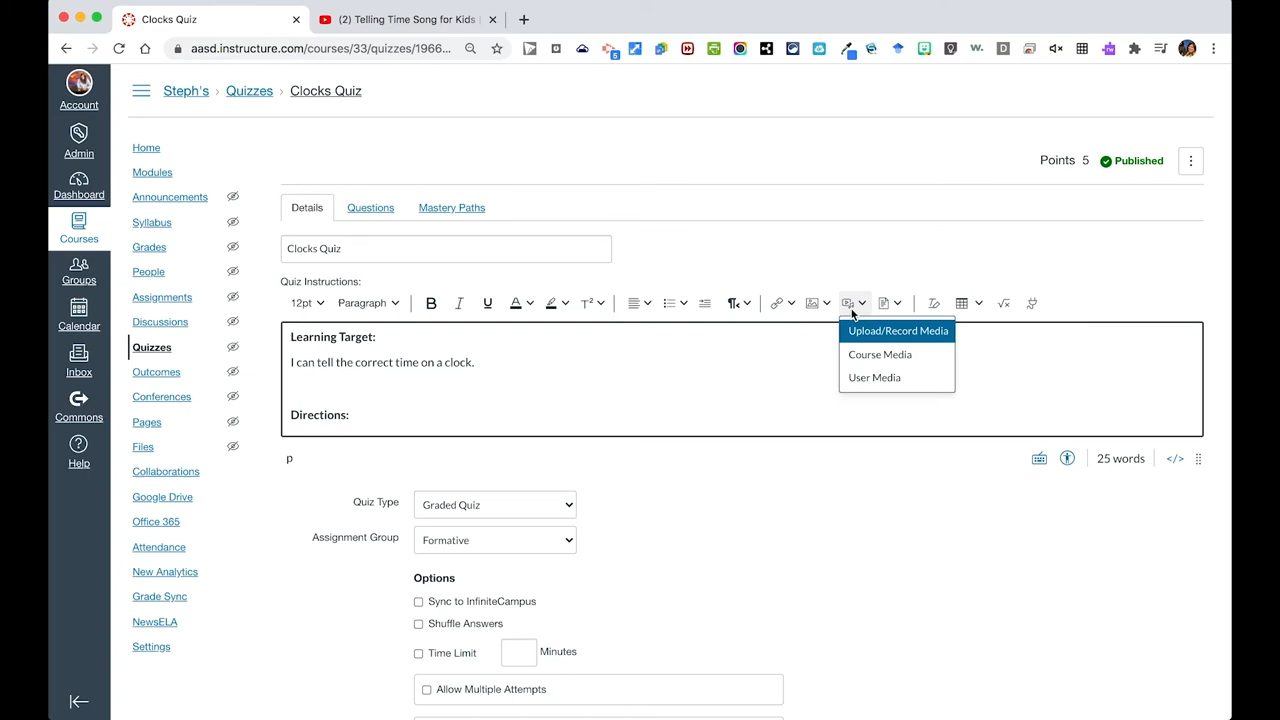 Clocks Quiz
(2) Telling Time Song for Kids
aasd.instructure.com/courses/33/quizzes/1966...
5
Account
Admin
Dashboard
Courses
Groups
Calendar
Inbox
Commons
Help
Steph's › Quizzes › Clocks Quiz
Home
Modules
Announcements
Syllabus
Grades
People
Assignments
Discussions
Quizzes
Outcomes
Conferences
Pages
Files
Collaborations
Google Drive
Office 365
Attendance
New Analytics
Grade Sync
NewsELA
Settings
Points 5 Published
Details Questions Mastery Paths
Clocks Quiz
Quiz Instructions:
12pt Paragraph B I U A T²
Upload/Record Media
Course Media
User Media
Learning Target:
I can tell the correct time on a clock.
Directions:
p 25 words </>
Quiz Type Graded Quiz
Assignment Group Formative
Options
Sync to InfiniteCampus
Shuffle Answers
Time Limit Minutes
Allow Multiple Attempts